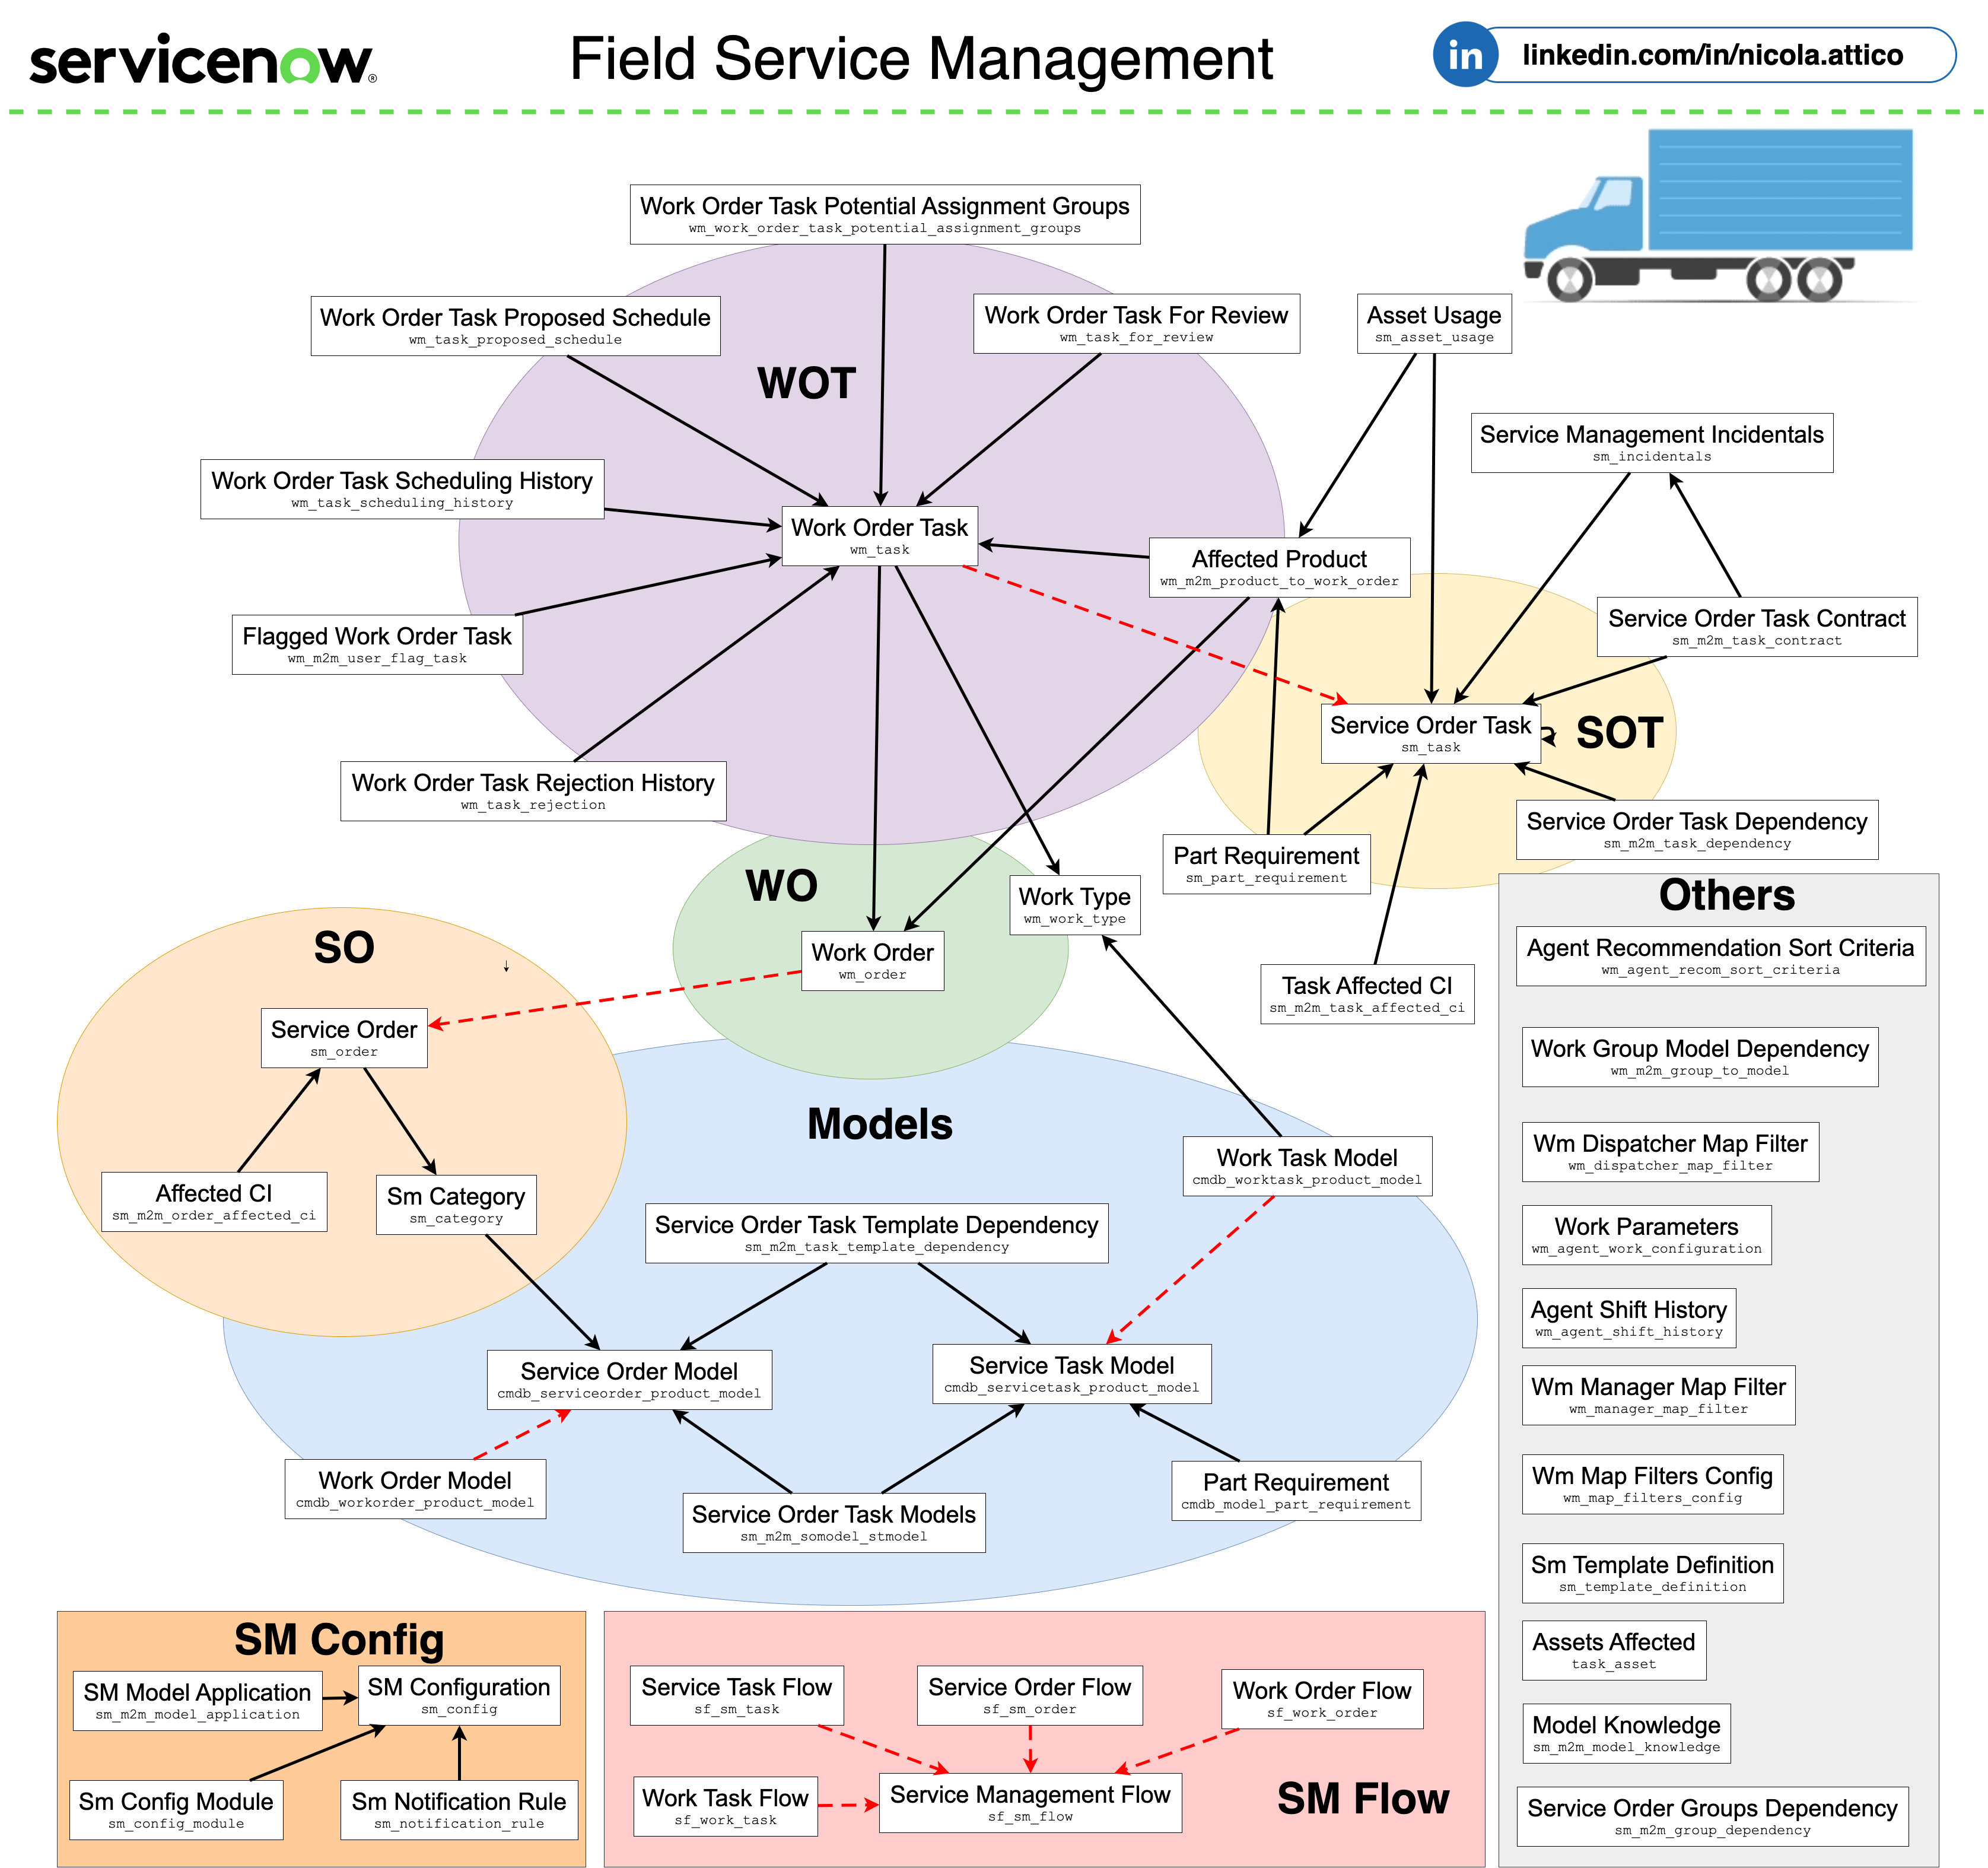 servicenow®
Field Service Management
in
linkedin.com/in/nicola.attico
Work Order Task Potential Assignment Groups
wm_work_order_task_potential_assignment_groups
Work Order Task Proposed Schedule
wm_task_proposed_schedule
Work Order Task For Review
wm_task_for_review
Asset Usage
sm_asset_usage
WOT
Service Management Incidentals
sm_incidentals
Work Order Task Scheduling History
wm_task_scheduling_history
Work Order Task
wm_task
Affected Product
wm_m2m_product_to_work_order
Flagged Work Order Task
wm_m2m_user_flag_task
Service Order Task Contract
sm_m2m_task_contract
Service Order Task
sm_task
SOT
Work Order Task Rejection History
wm_task_rejection
Service Order Task Dependency
sm_m2m_task_dependency
Part Requirement
sm_part_requirement
WO
Work Type
wm_work_type
Work Order
wm_order
Task Affected CI
sm_m2m_task_affected_ci
SO
Service Order
sm_order
Affected CI
sm_m2m_order_affected_ci
Sm Category
sm_category
Models
Work Task Model
cmdb_worktask_product_model
Service Order Task Template Dependency
sm_m2m_task_template_dependency
Service Order Model
cmdb_serviceorder_product_model
Service Task Model
cmdb_servicetask_product_model
Work Order Model
cmdb_workorder_product_model
Service Order Task Models
sm_m2m_somodel_stmodel
Part Requirement
cmdb_model_part_requirement
Others
Agent Recommendation Sort Criteria
wm_agent_recom_sort_criteria
Work Group Model Dependency
wm_m2m_group_to_model
Wm Dispatcher Map Filter
wm_dispatcher_map_filter
Work Parameters
wm_agent_work_configuration
Agent Shift History
wm_agent_shift_history
Wm Manager Map Filter
wm_manager_map_filter
Wm Map Filters Config
wm_map_filters_config
Sm Template Definition
sm_template_definition
Assets Affected
task_asset
Model Knowledge
sm_m2m_model_knowledge
Service Order Groups Dependency
sm_m2m_group_dependency
SM Config
SM Model Application
sm_m2m_model_application
SM Configuration
sm_config
Sm Config Module
sm_config_module
Sm Notification Rule
sm_notification_rule
Service Task Flow
sf_sm_task
Service Order Flow
sf_sm_order
Work Order Flow
sf_work_order
Work Task Flow
sf_work_task
Service Management Flow
sf_sm_flow
SM Flow